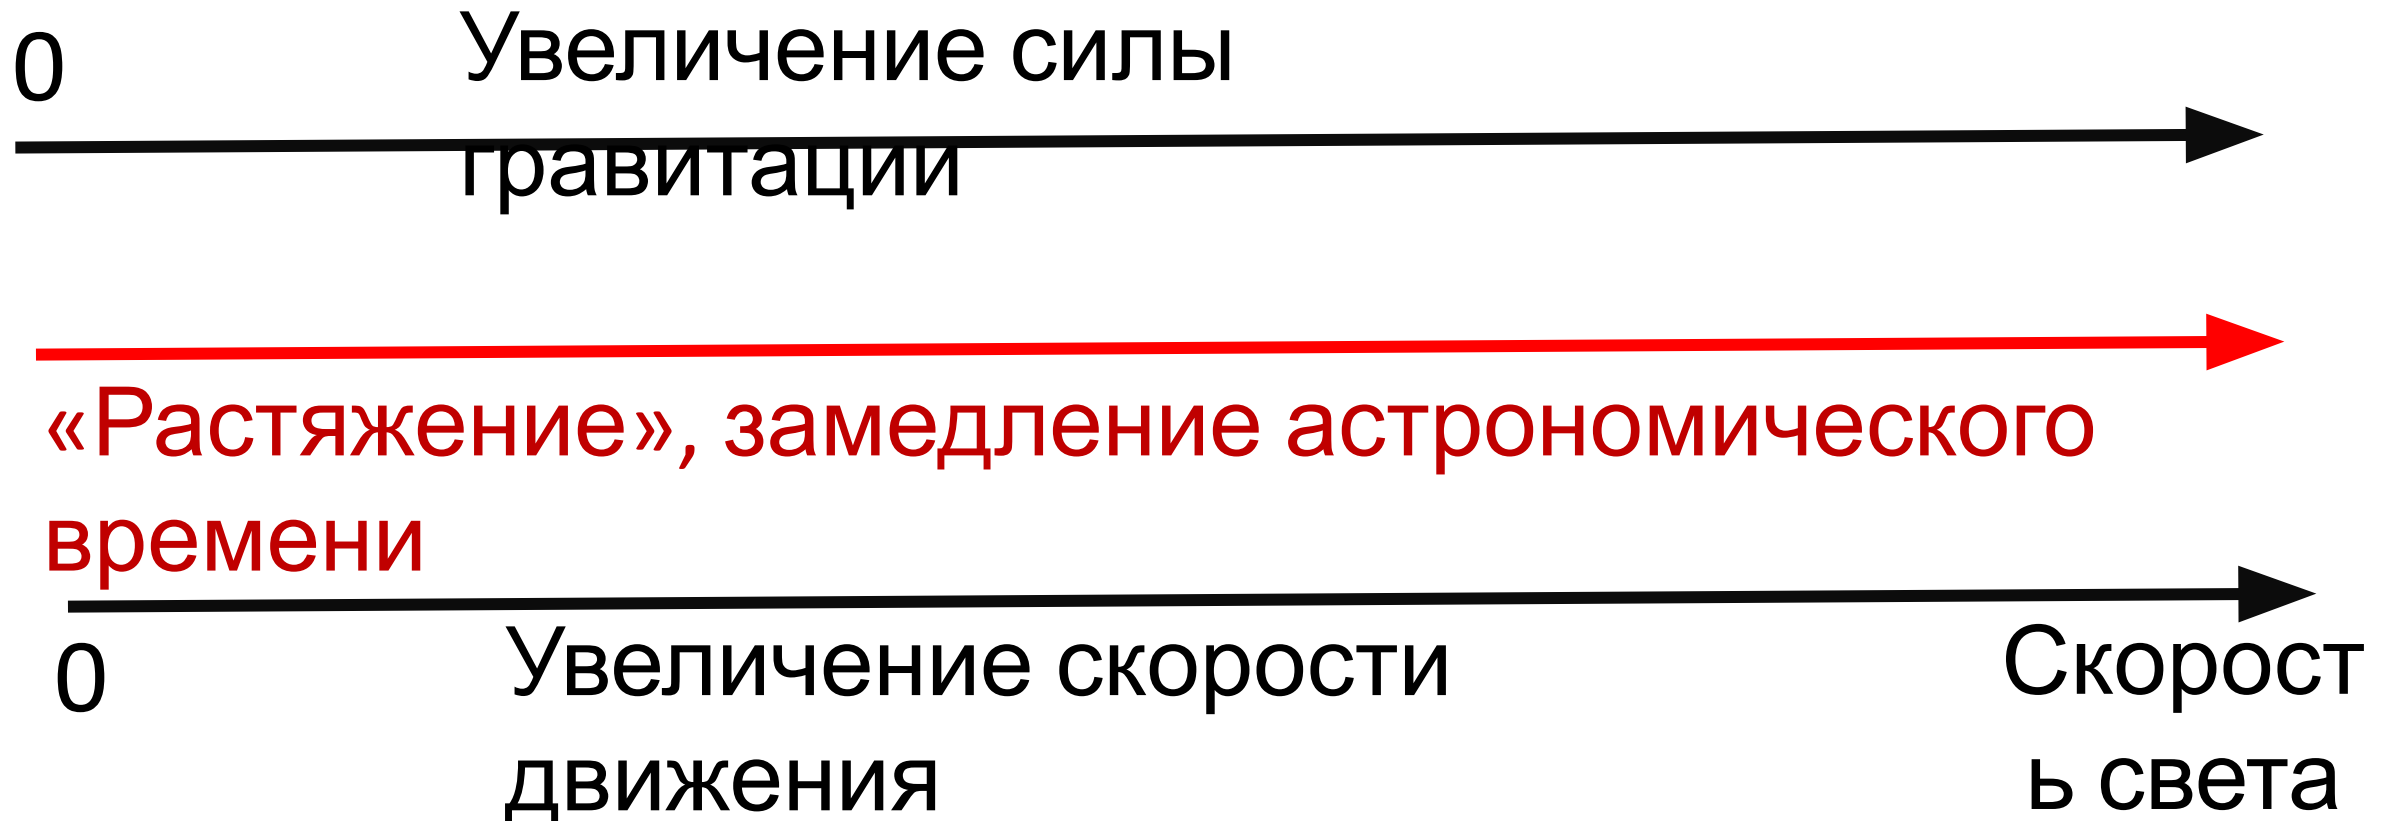 0
Увеличение силы
гравитации
«Растяжение», замедление астрономического
времени
0
Увеличение скорости
движения
Скорост
ь света